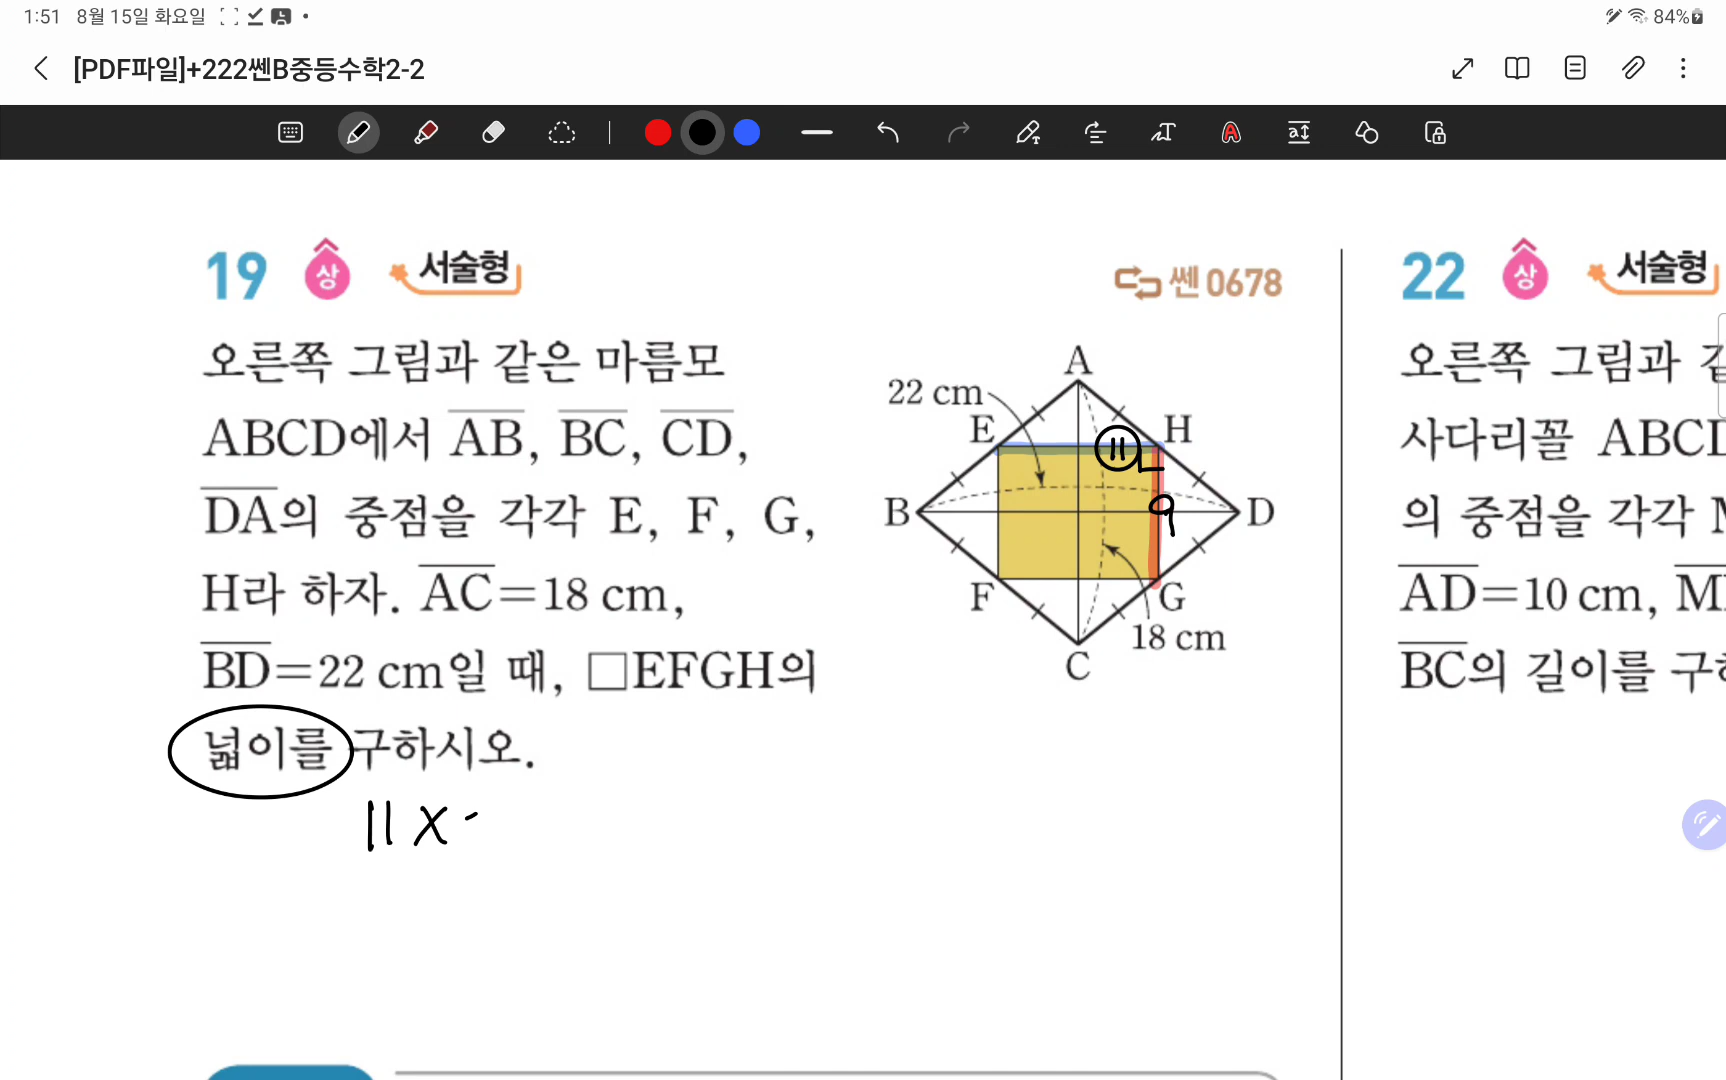 1:51 8월 15일 화요일
84%
[PDF파일]+222쎈B중등수학2-2
19 상 서술형
쎈 0678
오른쪽 그림과 같은 마름모
ABCD에서 AB, BC, CD,
DA의 중점을 각각 E, F, G,
H라 하자. AC=18 cm,
BD=22 cm일 때, □EFGH의
넓이를 구하시오.
11 x
A
22 cm
E
H
11
B
9
D
F
G
18 cm
C
22 상 서술형
오른쪽 그림과
사다리꼴 ABCD
의 중점을 각각
AD=10 cm,
BC의 길이를